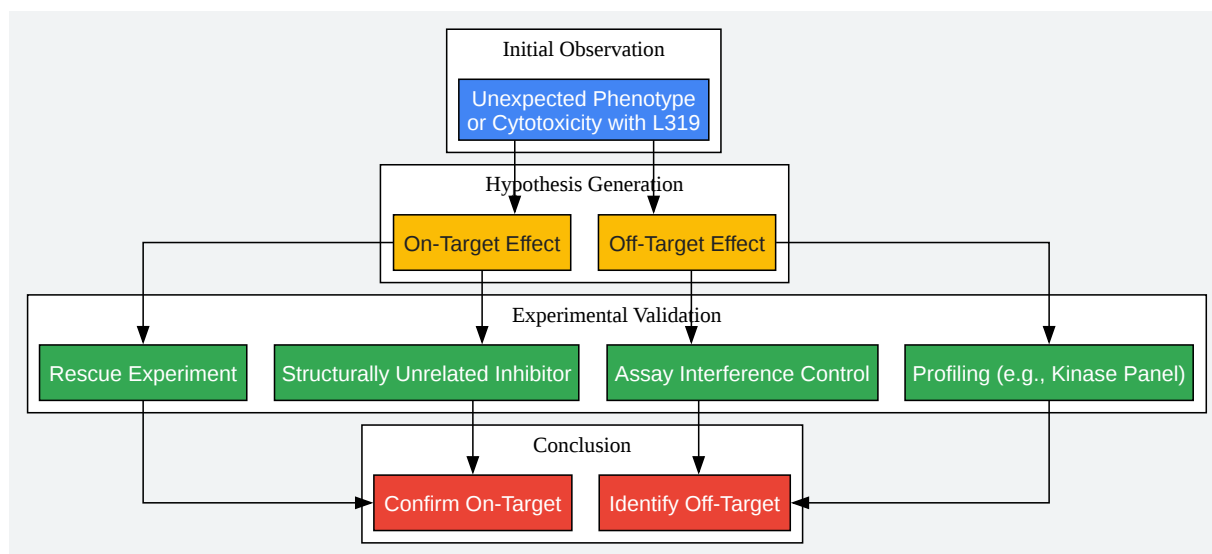 Initial Observation
Unexpected Phenotype
or Cytotoxicity with L319
Hypothesis Generation
On-Target Effect
Off-Target Effect
Experimental Validation
Rescue Experiment
Structurally Unrelated Inhibitor
Assay Interference Control
Profiling (e.g., Kinase Panel)
Conclusion
Confirm On-Target
Identify Off-Target